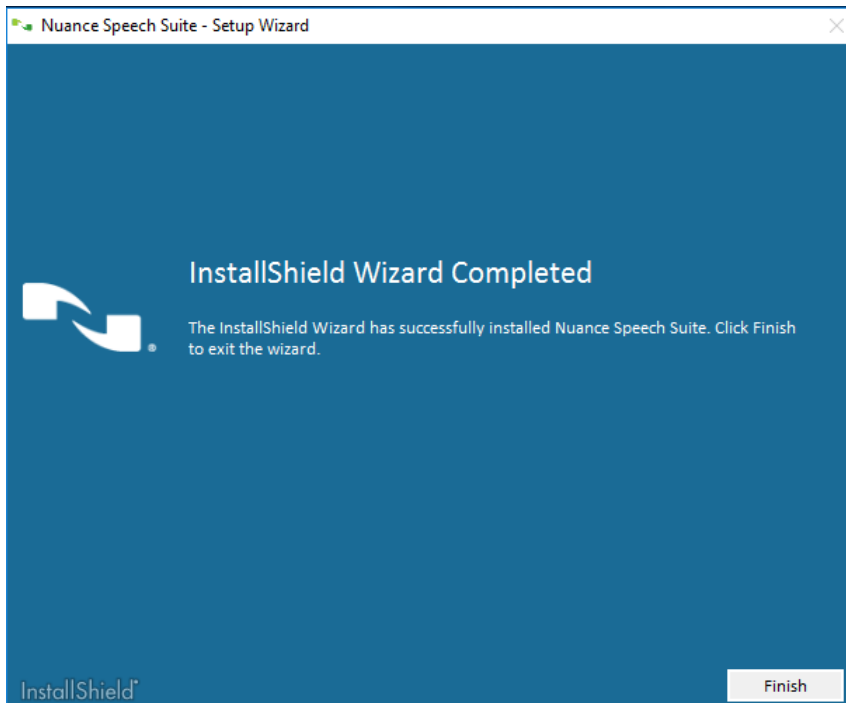 Nuance Speech Suite - Setup Wizard
InstallShield Wizard Completed
The InstallShield Wizard has successfully installed Nuance Speech Suite. Click Finish
to exit the wizard.
®
InstallShield
Finish